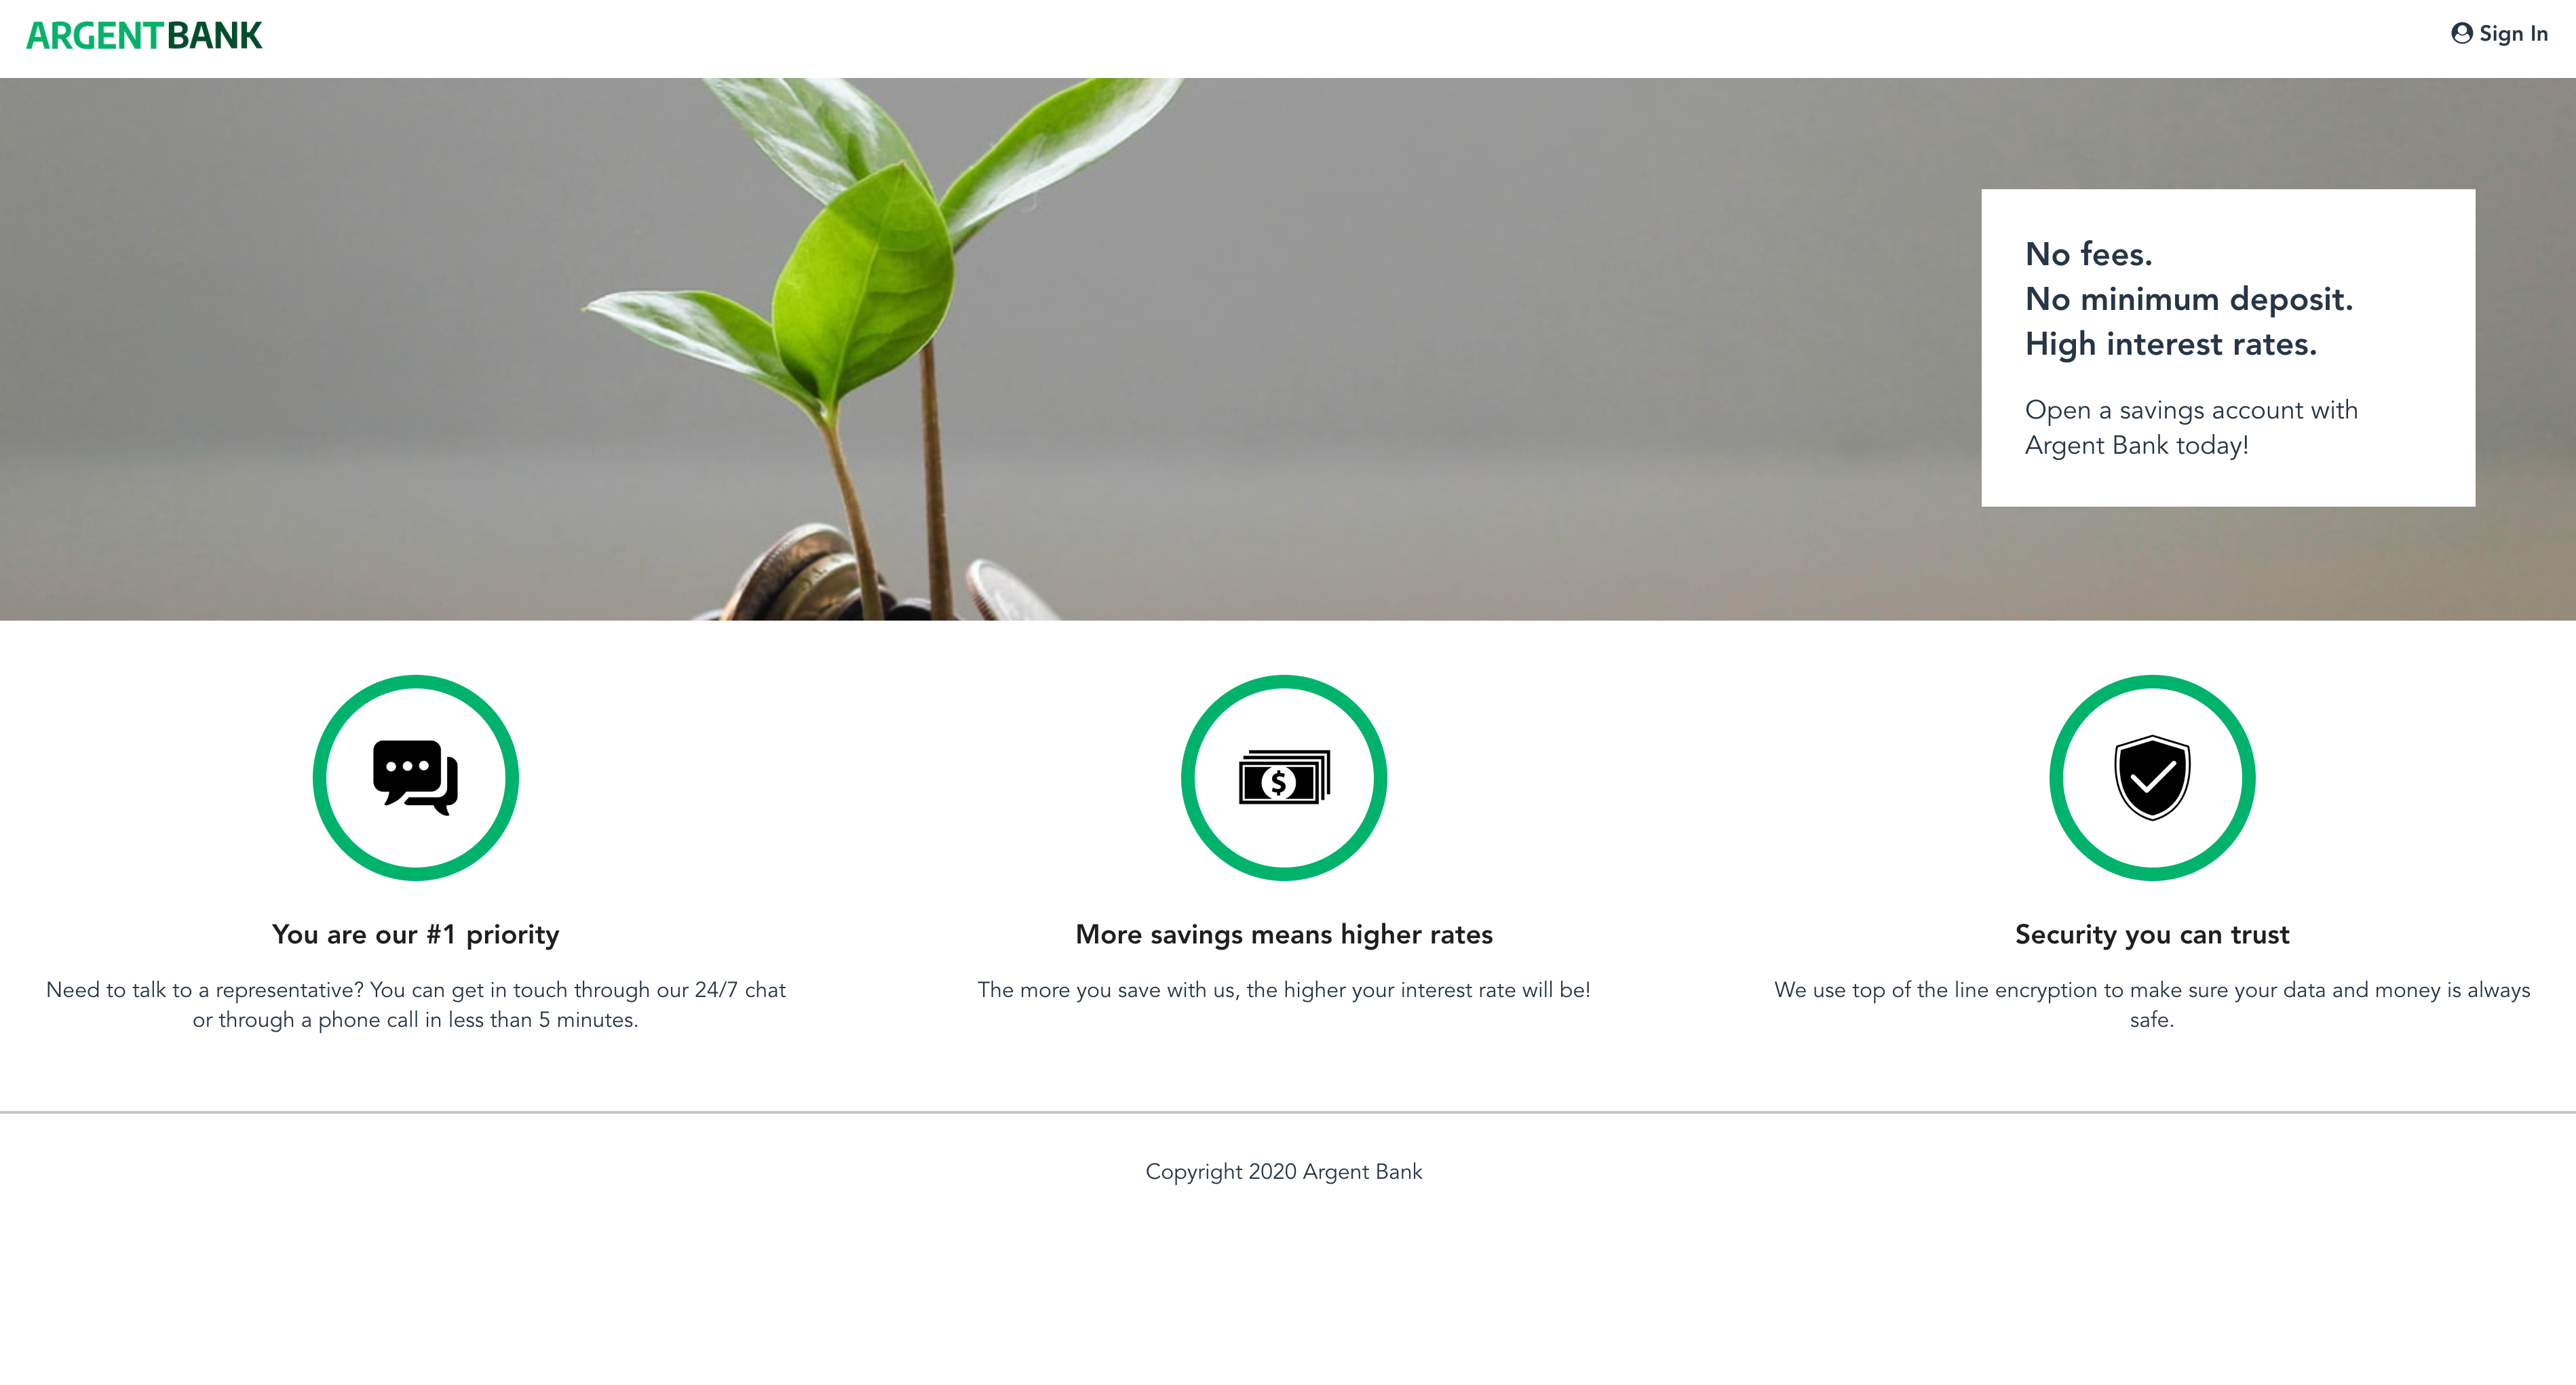 ARGENTBANK
Sign In
No fees.
No minimum deposit.
High interest rates.
Open a savings account with
Argent Bank today!
$
You are our #1 priority
Need to talk to a representative? You can get in touch through our 24/7 chat
or through a phone call in less than 5 minutes.
More savings means higher rates
The more you save with us, the higher your interest rate will be!
Security you can trust
We use top of the line encryption to make sure your data and money is always
safe.
Copyright 2020 Argent Bank